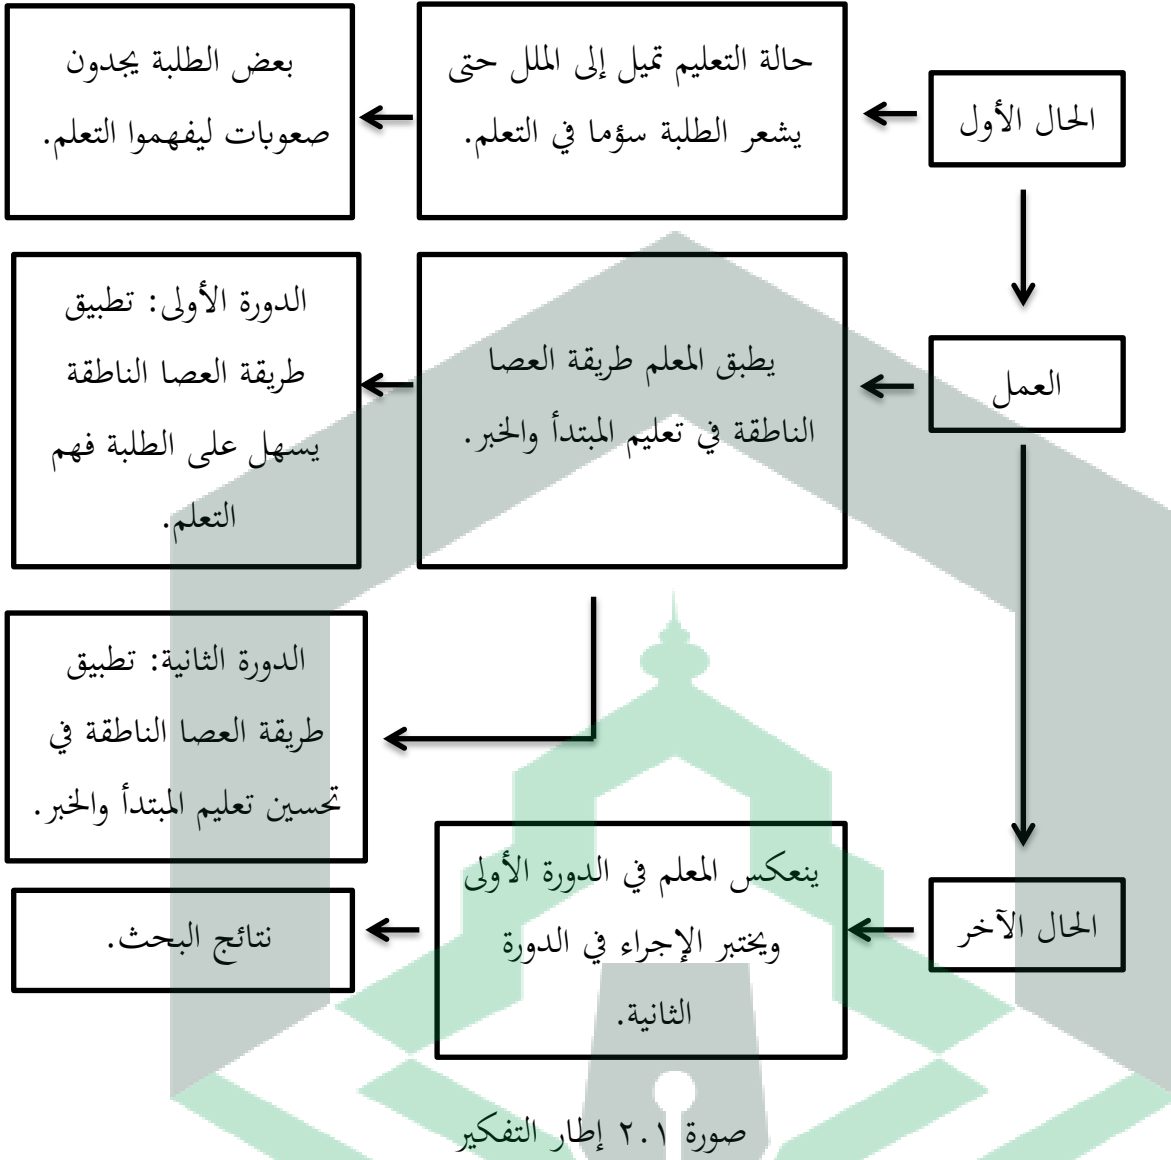 الحال الأول
حالة التعليم تميل إلى الملل حتى
يشعر الطلبة سؤما في التعلم.
بعض الطلبة يجدون
صعوبات ليفهموا التعلم.
العمل
يطبق المعلم طريقة العصا
الناطقة في تعليم المبتدأ والخبر.
الدورة الأولى: تطبيق
طريقة العصا الناطقة
يسهل على الطلبة فهم
التعلم.
الدورة الثانية: تطبيق
طريقة العصا الناطقة في
تحسين تعليم المبتدأ والخبر.
الحال الآخر
ينعكس المعلم في الدورة الأولى
ويختبر الإجراء في الدورة
الثانية.
نتائج البحث.
صورة ٢.١ إطار التفكير